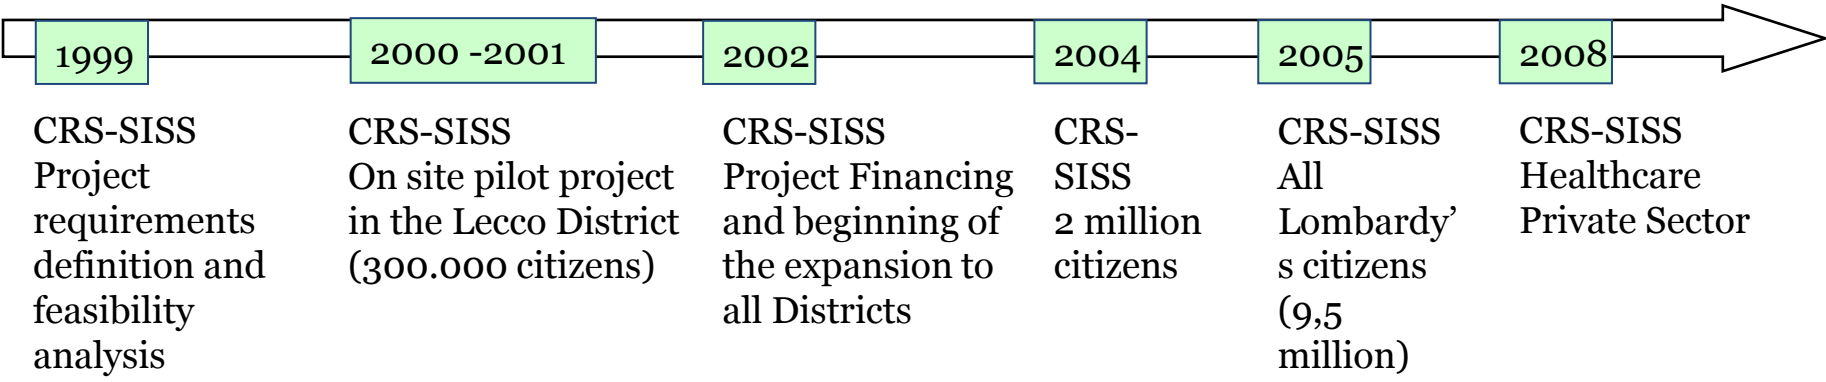 1999
CRS-SISS
Project
requirements
definition and
feasibility
analysis
2000 -2001
CRS-SISS
On site pilot project
in the Lecco District
(300.000 citizens)
2002
CRS-SISS
Project Financing
and beginning of
the expansion to
all Districts
2004
CRS-
SISS
2 million
citizens
2005
CRS-SISS
All
Lombardy’
s citizens
(9,5
million)
2008
CRS-SISS
Healthcare
Private Sector